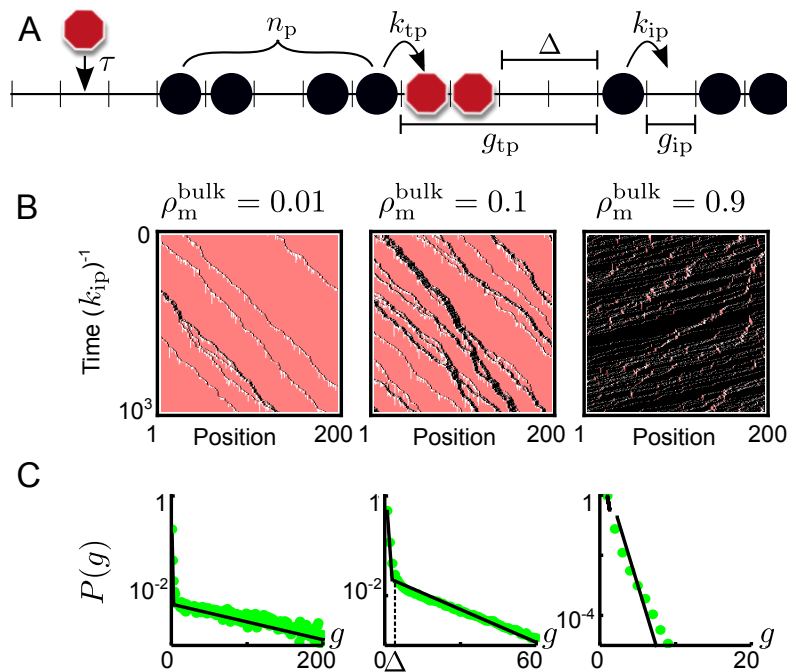 A
τ
n_p
k_tp
Δ
k_ip
g_tp
g_ip
B
ρ_m^bulk = 0.01
ρ_m^bulk = 0.1
ρ_m^bulk = 0.9
Time (k_ip)^-1
0
10^3
1 Position 200
1 Position 200
1 Position 200
C
P(g)
1
10^-2
0 200 g
1
10^-2
0 Δ 60 g
1
10^-4
0 20 g